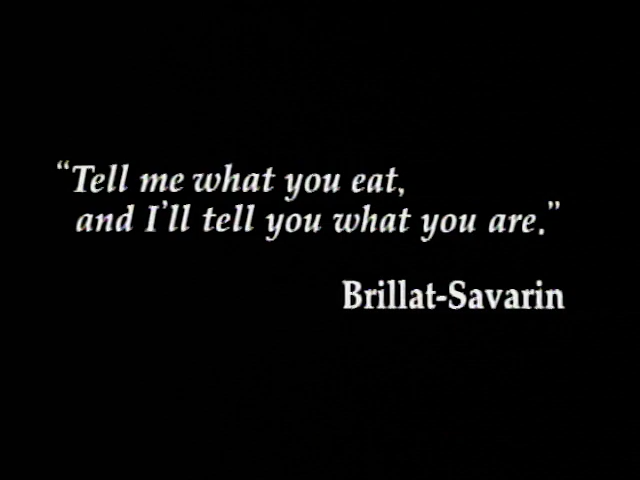 “Tell me what you eat,
and I’ll tell you what you are.”
Brillat-Savarin